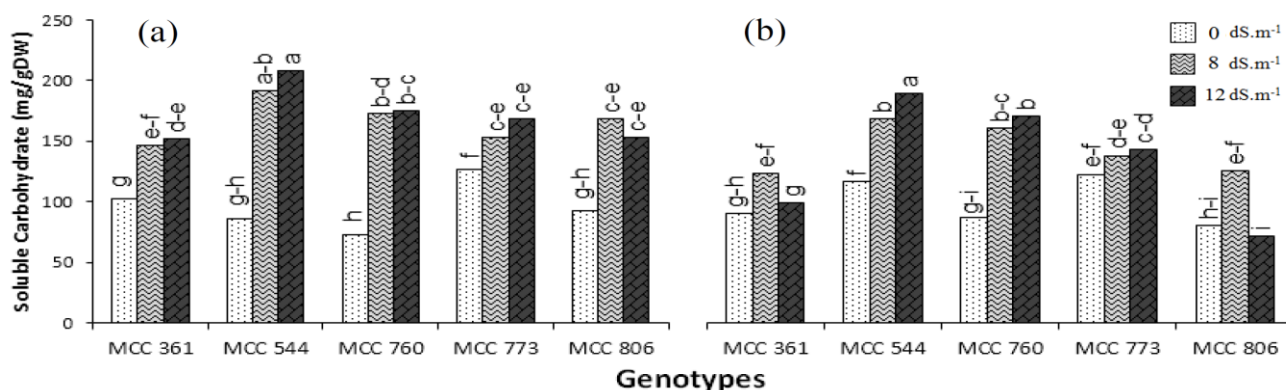 250
200
150
100
50
0
Soluble Carbohydrate (mg/gDW)
(a)
g e-f d-e
g-h a-b a
h b-d b-c
f c-e c-e
g-h c-e c-e
MCC 361 MCC 544 MCC 760 MCC 773 MCC 806
(b)
g-h e-f g
f b a
g-i b-c b
e-f d-e c-d
h-i e-f i
MCC 361 MCC 544 MCC 760 MCC 773 MCC 806
0 dS.m-1
8 dS.m-1
12 dS.m-1
Genotypes